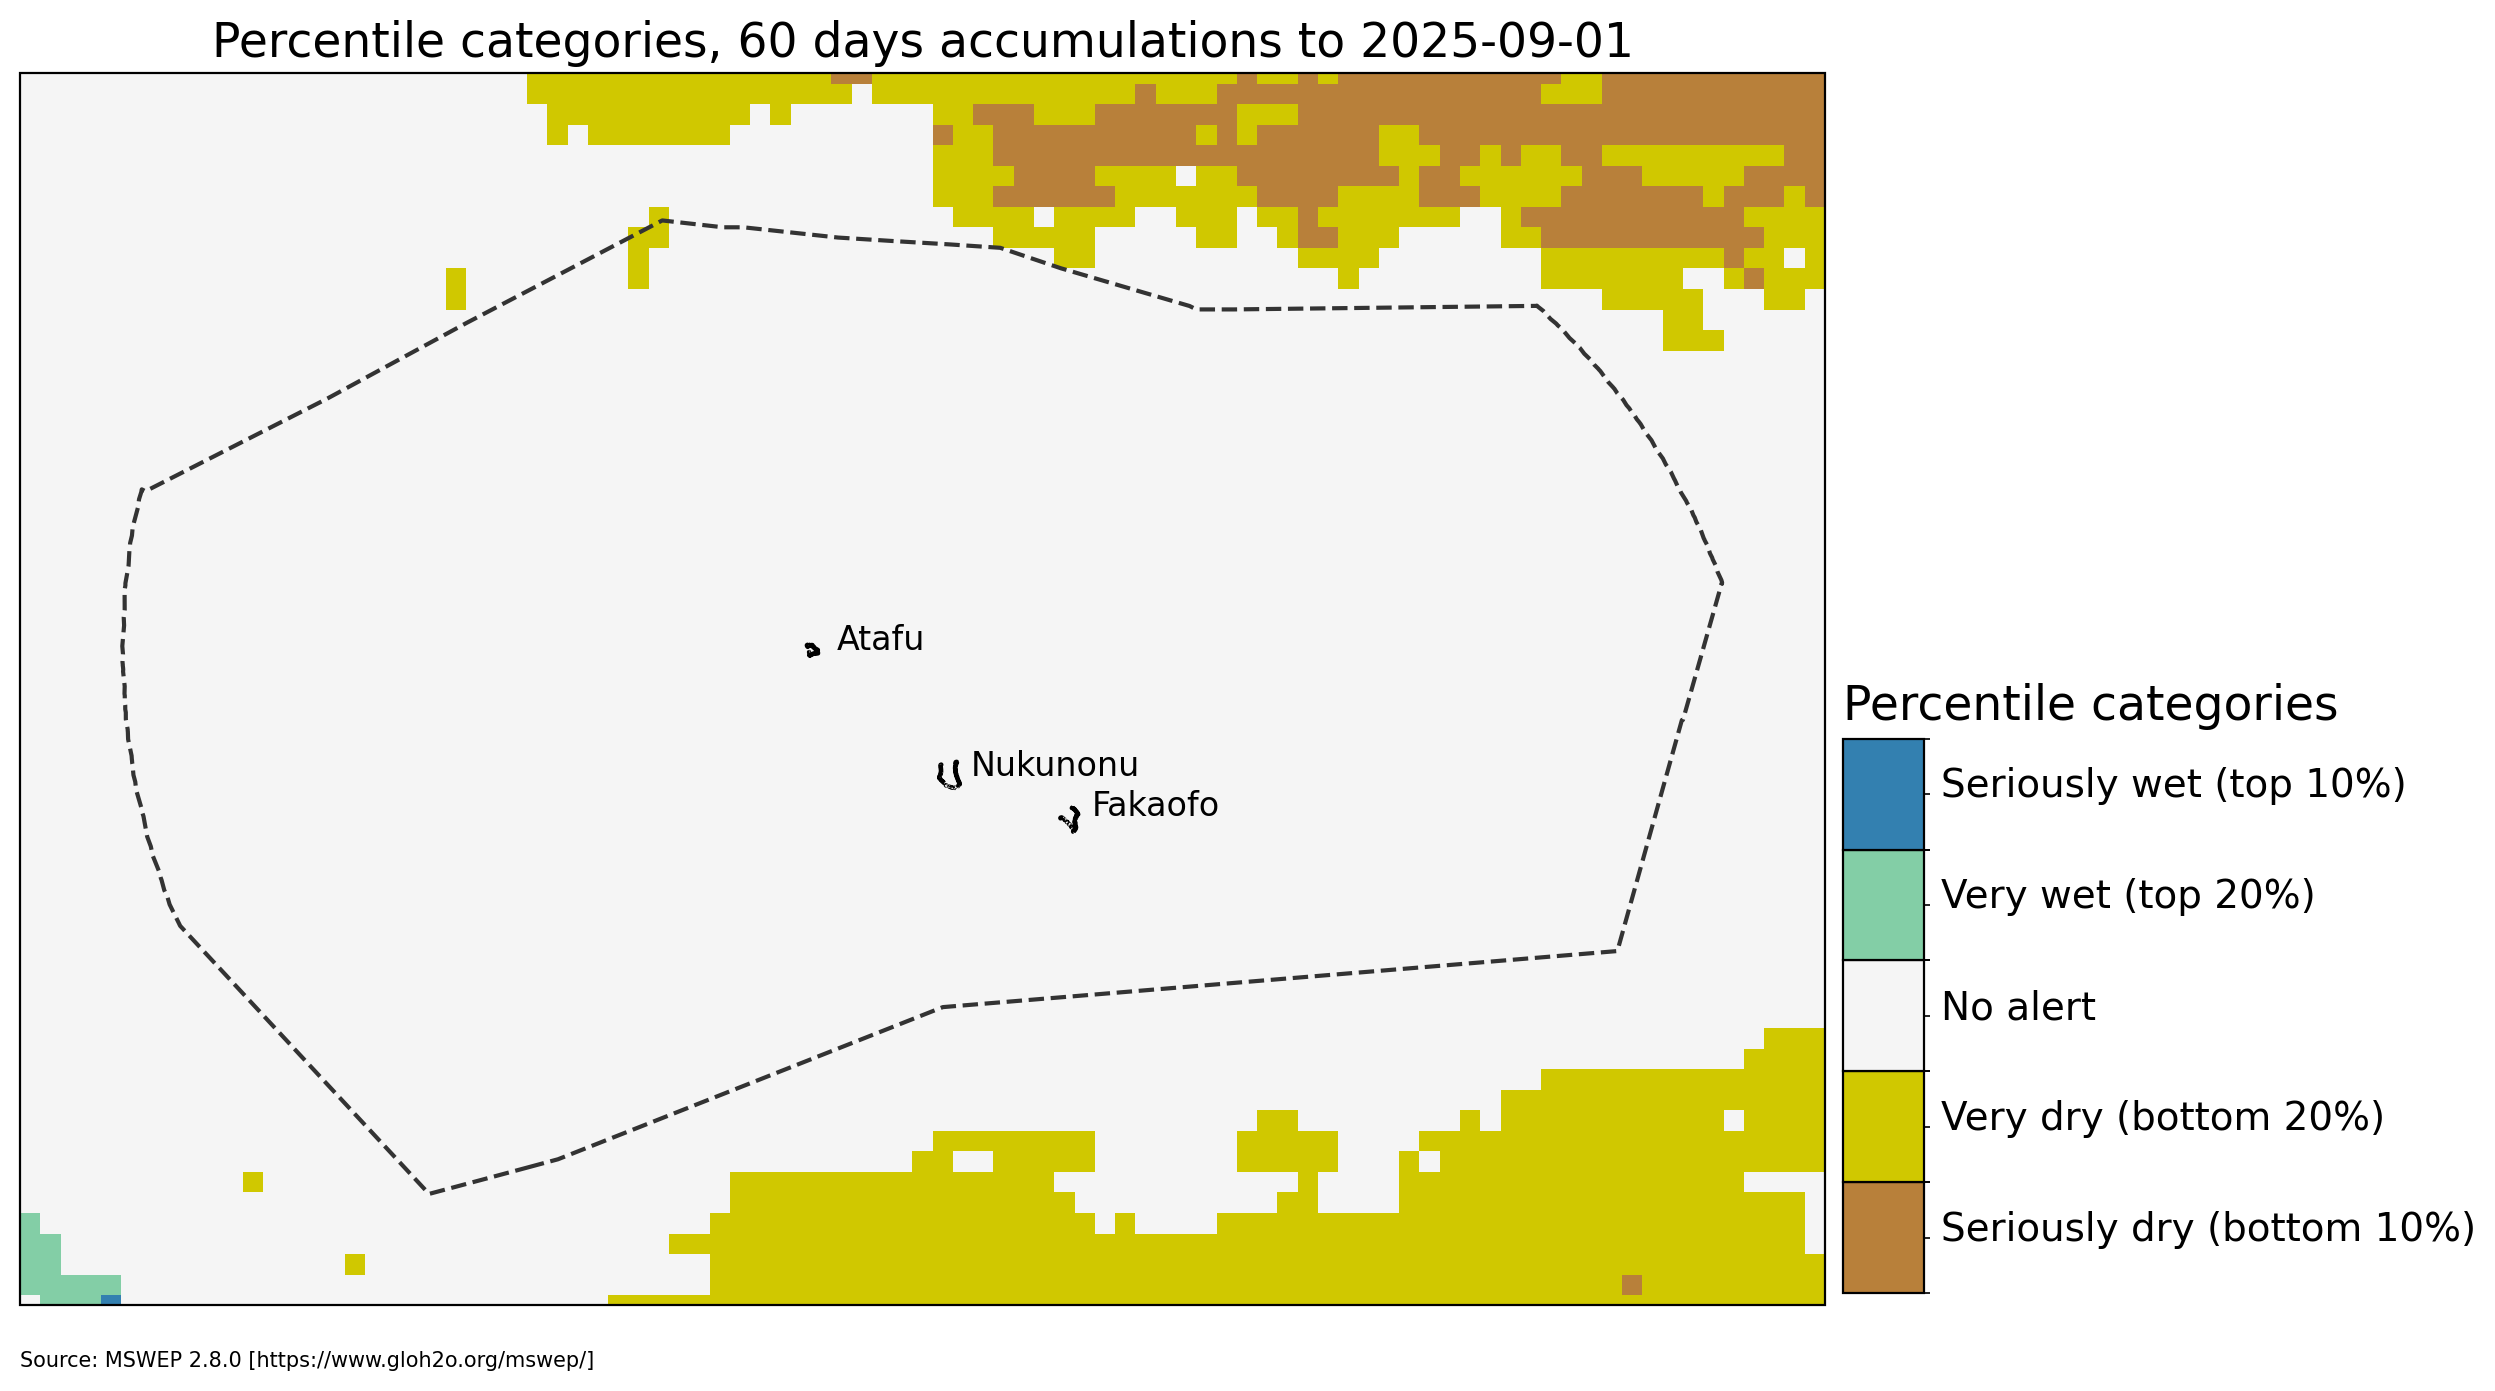 Percentile categories, 60 days accumulations to 2025-09-01
Atafu
Nukunonu
Fakaofo
Percentile categories
Seriously wet (top 10%)
Very wet (top 20%)
No alert
Very dry (bottom 20%)
Seriously dry (bottom 10%)
Source: MSWEP 2.8.0 [https://www.gloh2o.org/mswep/]